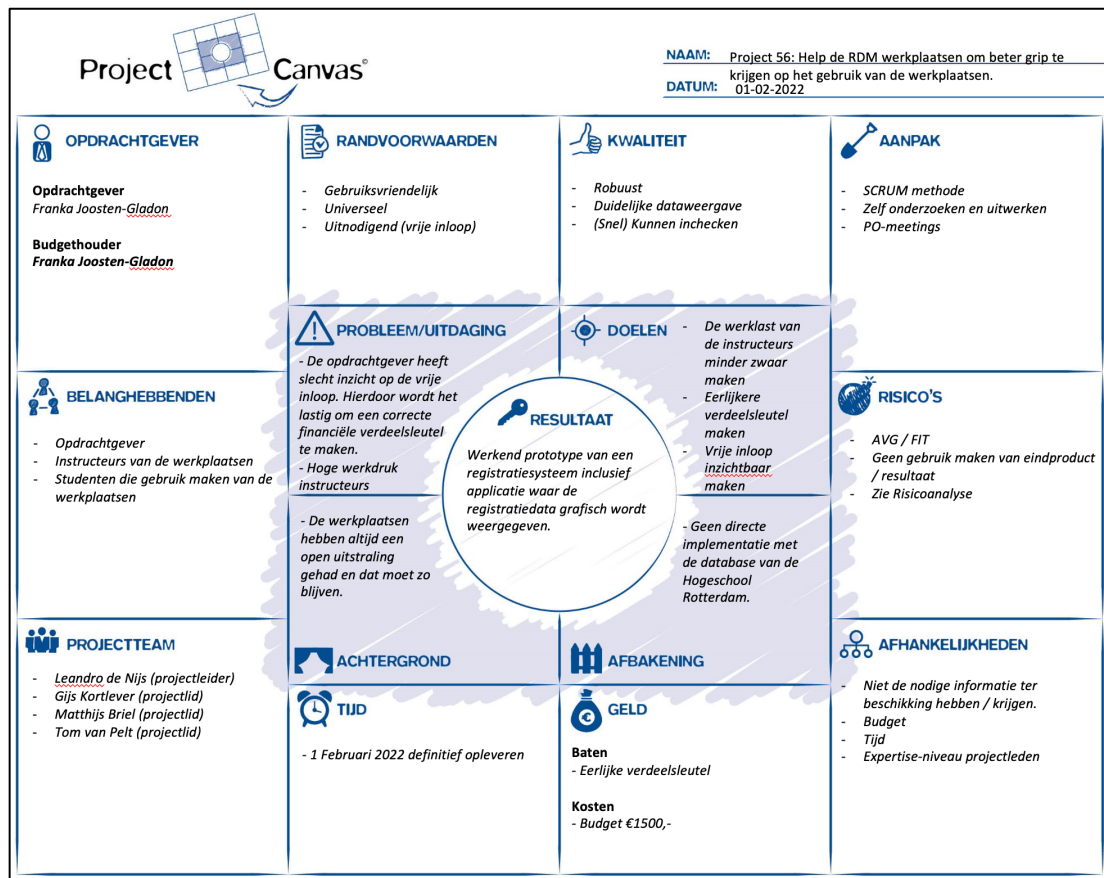 Project Canvas©
NAAM: Project 56: Help de RDM werkplaatsen om beter grip te
krijgen op het gebruik van de werkplaatsen.
DATUM: 01-02-2022
OPDRACHTGEVER
Opdrachtgever
Franka Joosten-Gladon
Budgethouder
Franka Joosten-Gladon
RANDVOORWAARDEN
- Gebruiksvriendelijk
- Universeel
- Uitnodigend (vrije inloop)
KWALITEIT
- Robuust
- Duidelijke dataweergave
- (Snel) Kunnen inchecken
AANPAK
- SCRUM methode
- Zelf onderzoeken en uitwerken
- PO-meetings
PROBLEEM/UITDAGING
- De opdrachtgever heeft
slecht inzicht op de vrije
inloop. Hierdoor wordt het
lastig om een correcte
financiële verdeelsleutel
te maken.
- Hoge werkdruk
instructeurs
DOELEN
- De werklast van
de instructeurs
minder zwaar
maken
- Eerlijkere
verdeelsleutel
maken
- Vrije inloop
inzichtbaar
maken
BELANGHEBBENDEN
- Opdrachtgever
- Instructeurs van de werkplaatsen
- Studenten die gebruik maken van de
werkplaatsen
RESULTAAT
Werkend prototype van een
registratiesysteem inclusief
applicatie waar de
registratiedata grafisch wordt
weergegeven.
RISICO'S
- AVG / FIT
- Geen gebruik maken van eindproduct
/ resultaat
- Zie Risicoanalyse
- De werkplaatsen
hebben altijd een
open uitstraling
gehad en dat moet zo
blijven.
ACHTERGROND
- Geen directe
implementatie met
de database van de
Hogeschool
Rotterdam.
AFBAKENING
PROJECTTEAM
- Leandro de Nijs (projectleider)
- Gijs Kortlever (projectlid)
- Matthijs Briel (projectlid)
- Tom van Pelt (projectlid)
TIJD
- 1 Februari 2022 definitief opleveren
GELD
Baten
- Eerlijke verdeelsleutel
Kosten
- Budget €1500,-
AFHANKELIJKHEDEN
- Niet de nodige informatie ter
beschikking hebben / krijgen.
- Budget
- Tijd
- Expertise-niveau projectleden